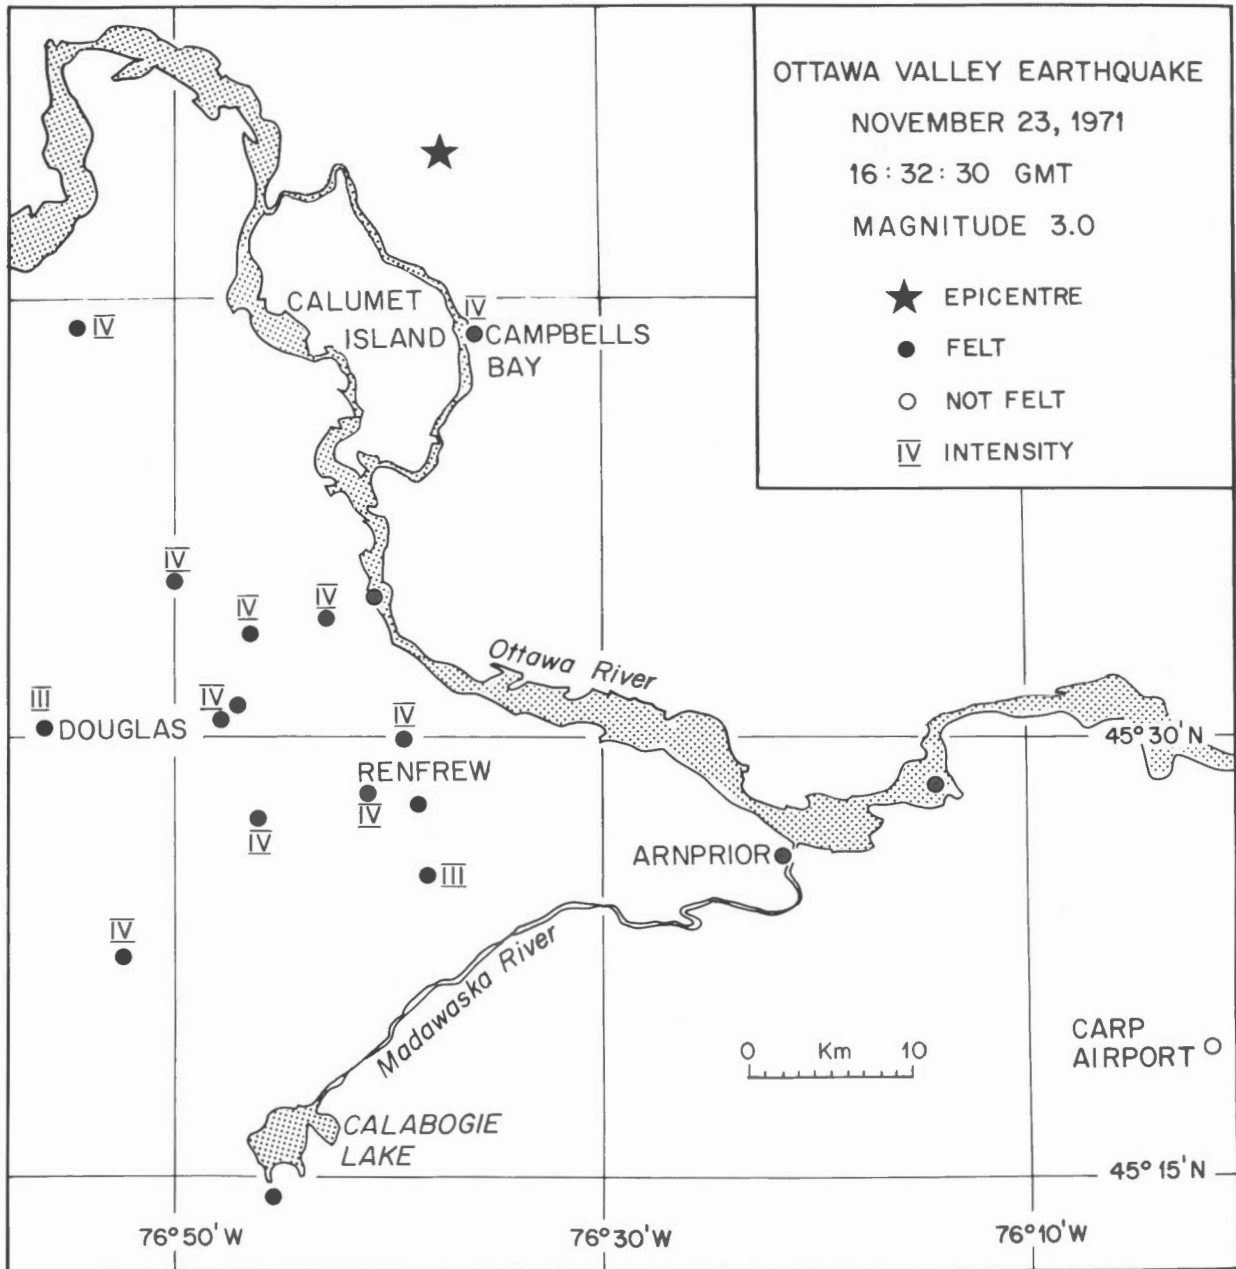 OTTAWA VALLEY EARTHQUAKE
NOVEMBER 23, 1971
16:32:30 GMT
MAGNITUDE 3.0
EPICENTRE
FELT
NOT FELT
IV INTENSITY
CALUMET
ISLAND
IV
CAMPBELLS
BAY
IV
IV
IV
IV
Ottawa River
III
DOUGLAS
IV
IV
45°30'N
RENFREW
IV
IV
ARNPRIOR
III
IV
Madawaska River
0 Km 10
CARP
AIRPORT
CALABOGIE
LAKE
45°15'N
76°50'W
76°30'W
76°10'W